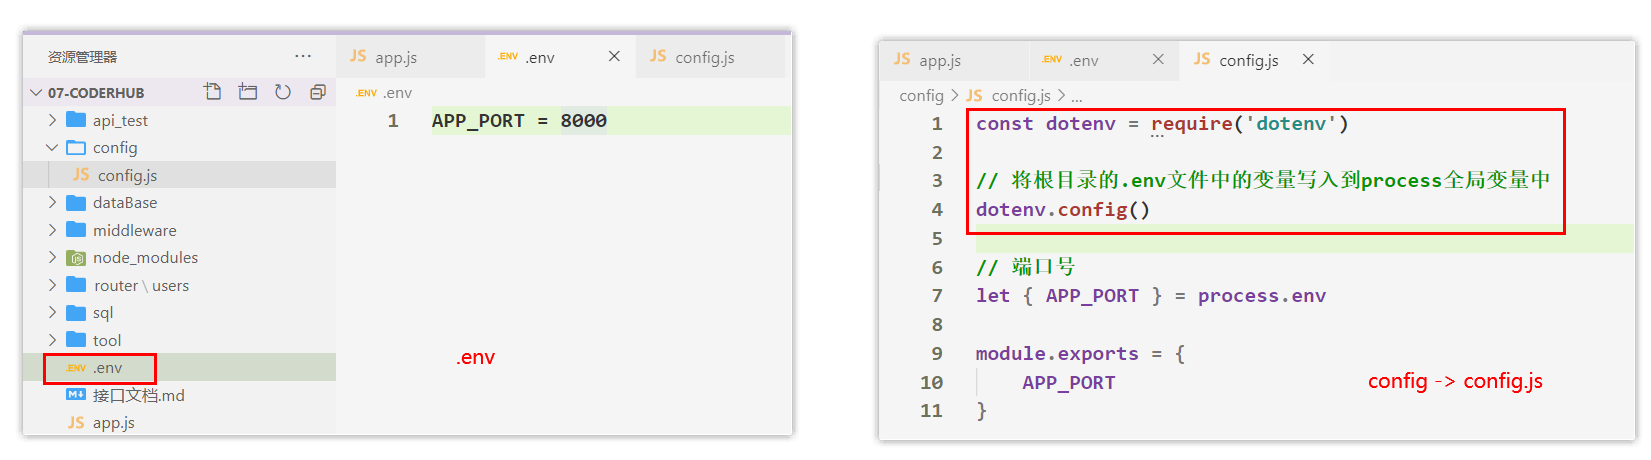 资源管理器 ...
07-CODERHUB
api_test
config
JS config.js
dataBase
middleware
node_modules
router \ users
sql
tool
.ENV .env
接口文档.md
JS app.js
JS app.js .ENV .env × JS config.js
.ENV .env
1 APP_PORT = 8000
.env
JS app.js .ENV .env × JS config.js ×
config > JS config.js > ...
1 const dotenv = require('dotenv')
2
3 // 将根目录的.env文件中的变量写入到process全局变量中
4 dotenv.config()
5
6 // 端口号
7 let { APP_PORT } = process.env
8
9 module.exports = {
10 APP_PORT
11 }
config -> config.js